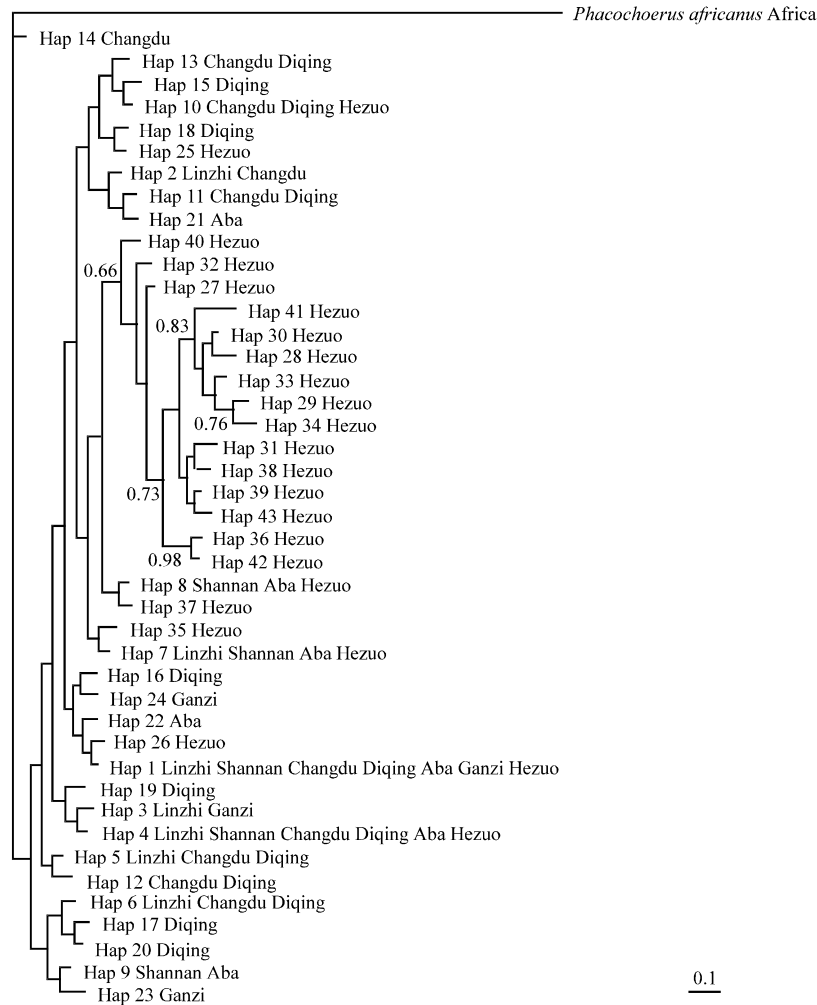 Phacochoerus africanus Africa
Hap 14 Changdu
Hap 13 Changdu Diqing
Hap 15 Diqing
Hap 10 Changdu Diqing Hezuo
Hap 18 Diqing
Hap 25 Hezuo
Hap 2 Linzhi Changdu
Hap 11 Changdu Diqing
Hap 21 Aba
Hap 40 Hezuo
Hap 32 Hezuo
0.66
Hap 27 Hezuo
Hap 41 Hezuo
0.83
Hap 30 Hezuo
Hap 28 Hezuo
Hap 33 Hezuo
Hap 29 Hezuo
0.76
Hap 34 Hezuo
Hap 31 Hezuo
Hap 38 Hezuo
Hap 39 Hezuo
0.73
Hap 43 Hezuo
Hap 36 Hezuo
0.98
Hap 42 Hezuo
Hap 8 Shannan Aba Hezuo
Hap 37 Hezuo
Hap 35 Hezuo
Hap 7 Linzhi Shannan Aba Hezuo
Hap 16 Diqing
Hap 24 Ganzi
Hap 22 Aba
Hap 26 Hezuo
Hap 1 Linzhi Shannan Changdu Diqing Aba Ganzi Hezuo
Hap 19 Diqing
Hap 3 Linzhi Ganzi
Hap 4 Linzhi Shannan Changdu Diqing Aba Hezuo
Hap 5 Linzhi Changdu Diqing
Hap 12 Changdu Diqing
Hap 6 Linzhi Changdu Diqing
Hap 17 Diqing
Hap 20 Diqing
Hap 9 Shannan Aba
Hap 23 Ganzi
0.1